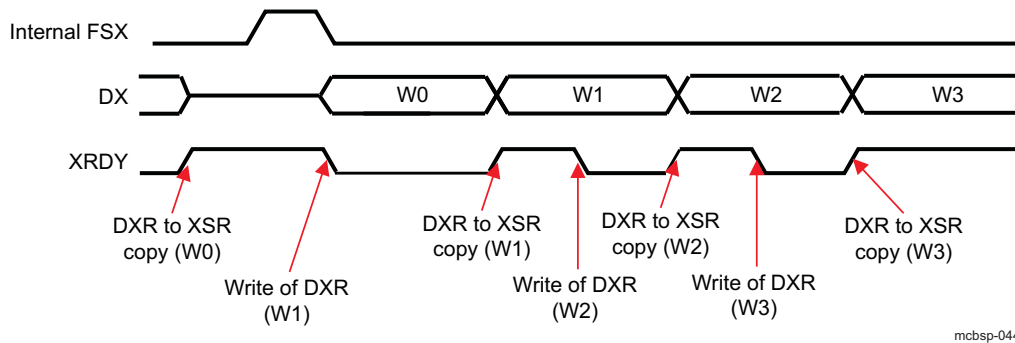 Internal FSX
DX
W0
W1
W2
W3
XRDY
DXR to XSR
copy (W0)
Write of DXR
(W1)
DXR to XSR
copy (W1)
Write of DXR
(W2)
DXR to XSR
copy (W2)
Write of DXR
(W3)
DXR to XSR
copy (W3)
mcbsp-044